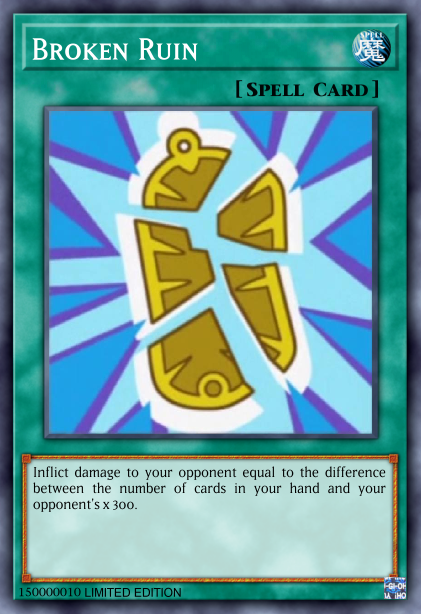 Broken Ruin
SPELL
魔
[Spell Card]
Inflict damage to your opponent equal to the difference
between the number of cards in your hand and your
opponent's x 300.
150000010 LIMITED EDITION